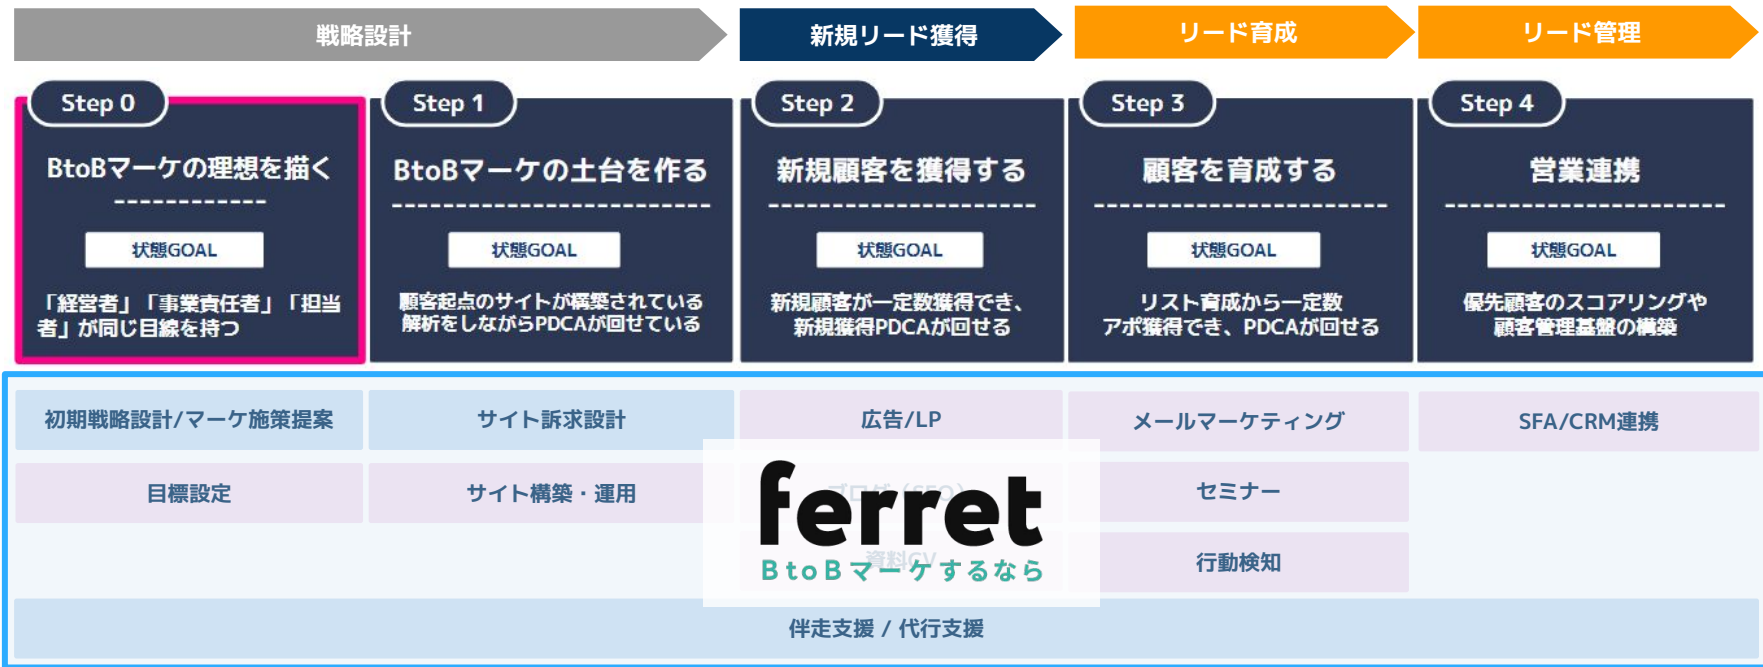 戦略設計
新規リード獲得
リード育成
リード管理
Step 0
BtoBマーケの理想を描く
状態GOAL
「経営者」「事業責任者」「担当
者」が同じ目線を持つ
Step 1
BtoBマーケの土台を作る
状態GOAL
顧客起点のサイトが構築されている
解析をしながらPDCAが回せている
Step 2
新規顧客を獲得する
状態GOAL
新規顧客が一定数獲得でき、
新規獲得PDCAが回せる
Step 3
顧客を育成する
状態GOAL
リスト育成から一定数
アポ獲得でき、PDCAが回せる
Step 4
営業連携
状態GOAL
優先顧客のスコアリングや
顧客管理基盤の構築
初期戦略設計/マーケ施策提案
サイト訴求設計
広告/LP
メールマーケティング
SFA/CRM連携
目標設定
サイト構築・運用
ブログ（SEO）
セミナー
資料CV
行動検知
ferret
BtoBマーケするなら
伴走支援 / 代行支援